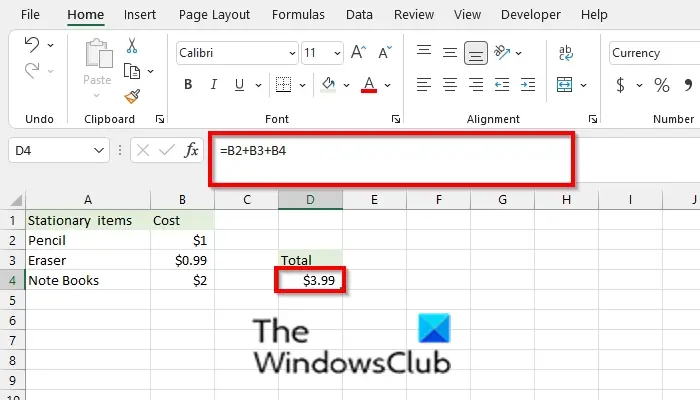 File Home Insert Page Layout Formulas Data Review View Developer Help
Calibri 11 A A ab Currency
Paste B I U A c $ % ,
Undo Clipboard Font Alignment Number
D4 fx =B2+B3+B4
A B C D E F G H I J
1 Stationary items Cost
2 Pencil $1
3 Eraser $0.99 Total
4 Note Books $2 $3.99
5
6
7 The
8 WindowsClub
9
10